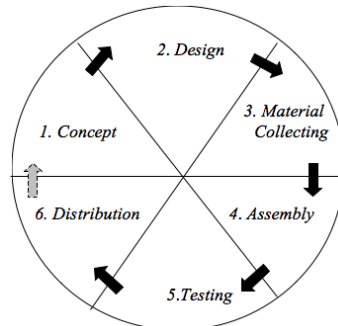 1. Concept
2. Design
3. Material
Collecting
4. Assembly
5.Testing
6. Distribution